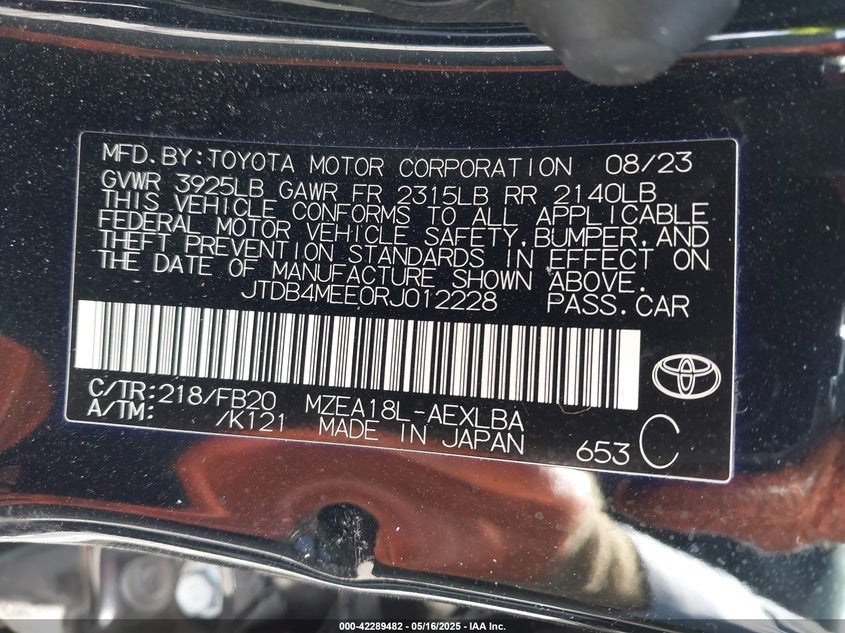 MFD.BY:TOYOTA MOTOR CORPORATION 08/23
GVWR 3925LB GAWR FR 2315LB RR 2140LB
THIS VEHICLE CONFORMS TO ALL APPLICABLE
FEDERAL MOTOR VEHICLE SAFETY,BUMPER,AND
THEFT PREVENTION STANDARDS IN EFFECT ON
THE DATE OF MANUFACTURE SHOWN ABOVE.
JTDB4MEE0RJ012228 PASS.CAR
C/TR:218/FB20 MZEA18L-AEXLBA
A/TM: /K121 MADE IN JAPAN 653 C
000-42289482 - 05/16/2025 - IAA Inc.